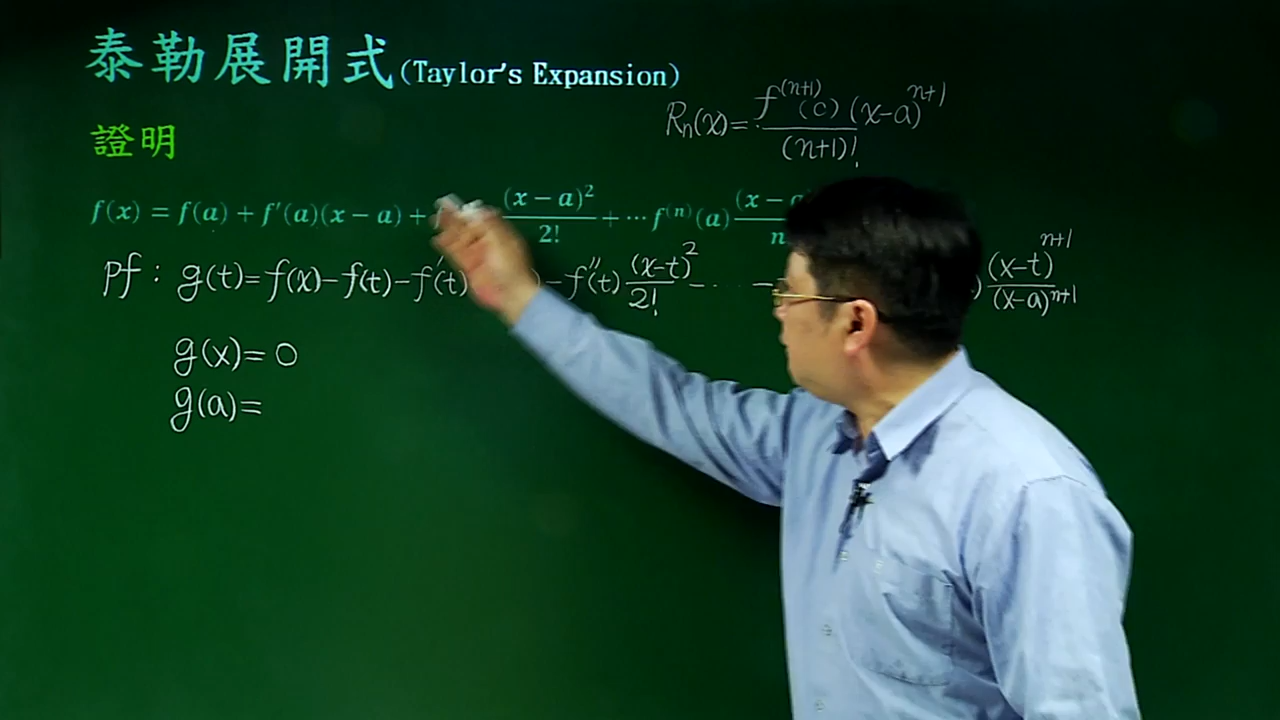 泰勒展開式(Taylor's Expansion)
Rₙ(x)= f⁽ⁿ⁺¹⁾(c) (x-a)ⁿ⁺¹ / (n+1)!
證明
f(x) = f(a) + f′(a)(x − a) + (x − a)² / 2! + ⋯ f⁽ⁿ⁾(a) (x −
pf : g(t)= f(x)- f(t)- f′(t) - f″(t) (x-t)² / 2! - . . . - (x-t)ⁿ⁺¹ / (x-a)ⁿ⁺¹
g(x)= 0
g(a)=